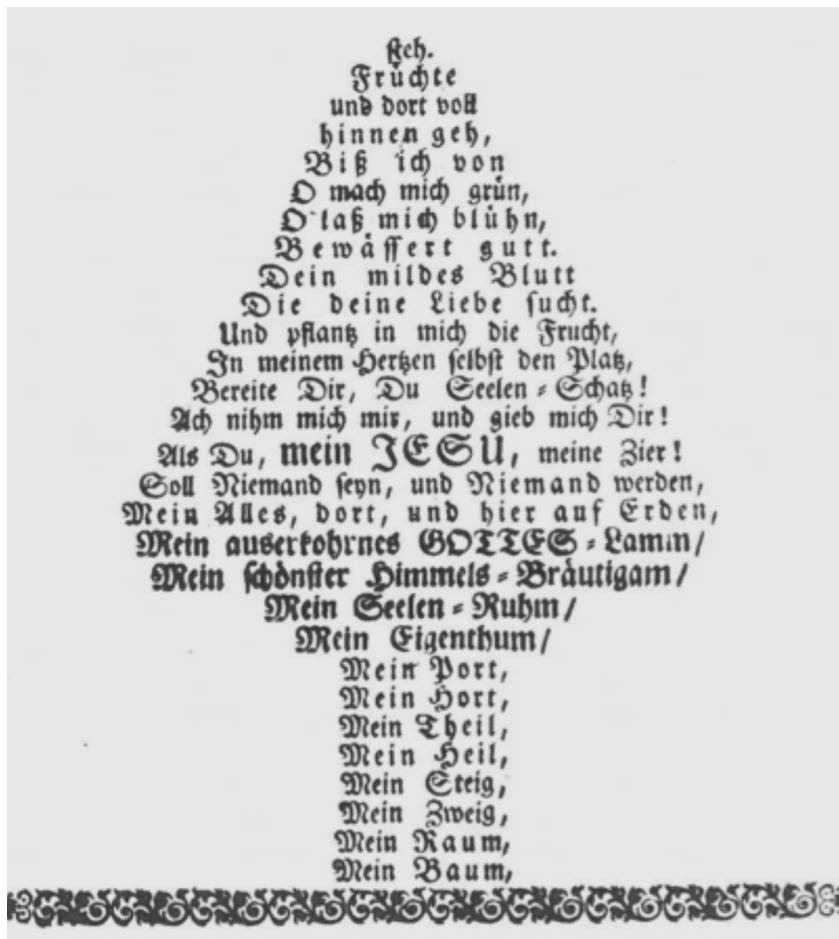 ſteh.
Früchte
und dort voll
hinnen geh,
Biß ich von
O mach mich grün,
O laß mich blühn,
Bewäſſert gutt.
Dein mildes Blutt
Die deine Liebe ſucht.
Und pflantz in mich die Frucht,
In meinem Hertzen ſelbſt den Platz,
Bereite Dir, Du Seelen⸗Schatz!
Ach nihm mich mir, und gieb mich Dir!
Als Du, mein JESU, meine Zier!
Soll Niemand ſeyn, und Niemand werden,
Mein Alles, dort, und hier auf Erden,
Mein auserkohrnes GOTTES⸗Lamm/
Mein ſchönſter Himmels⸗Bräutigam/
Mein Seelen⸗Ruhm/
Mein Eigenthum/
Mein Port,
Mein Hort,
Mein Theil,
Mein Heil,
Mein Steig,
Mein Zweig,
Mein Raum,
Mein Baum,